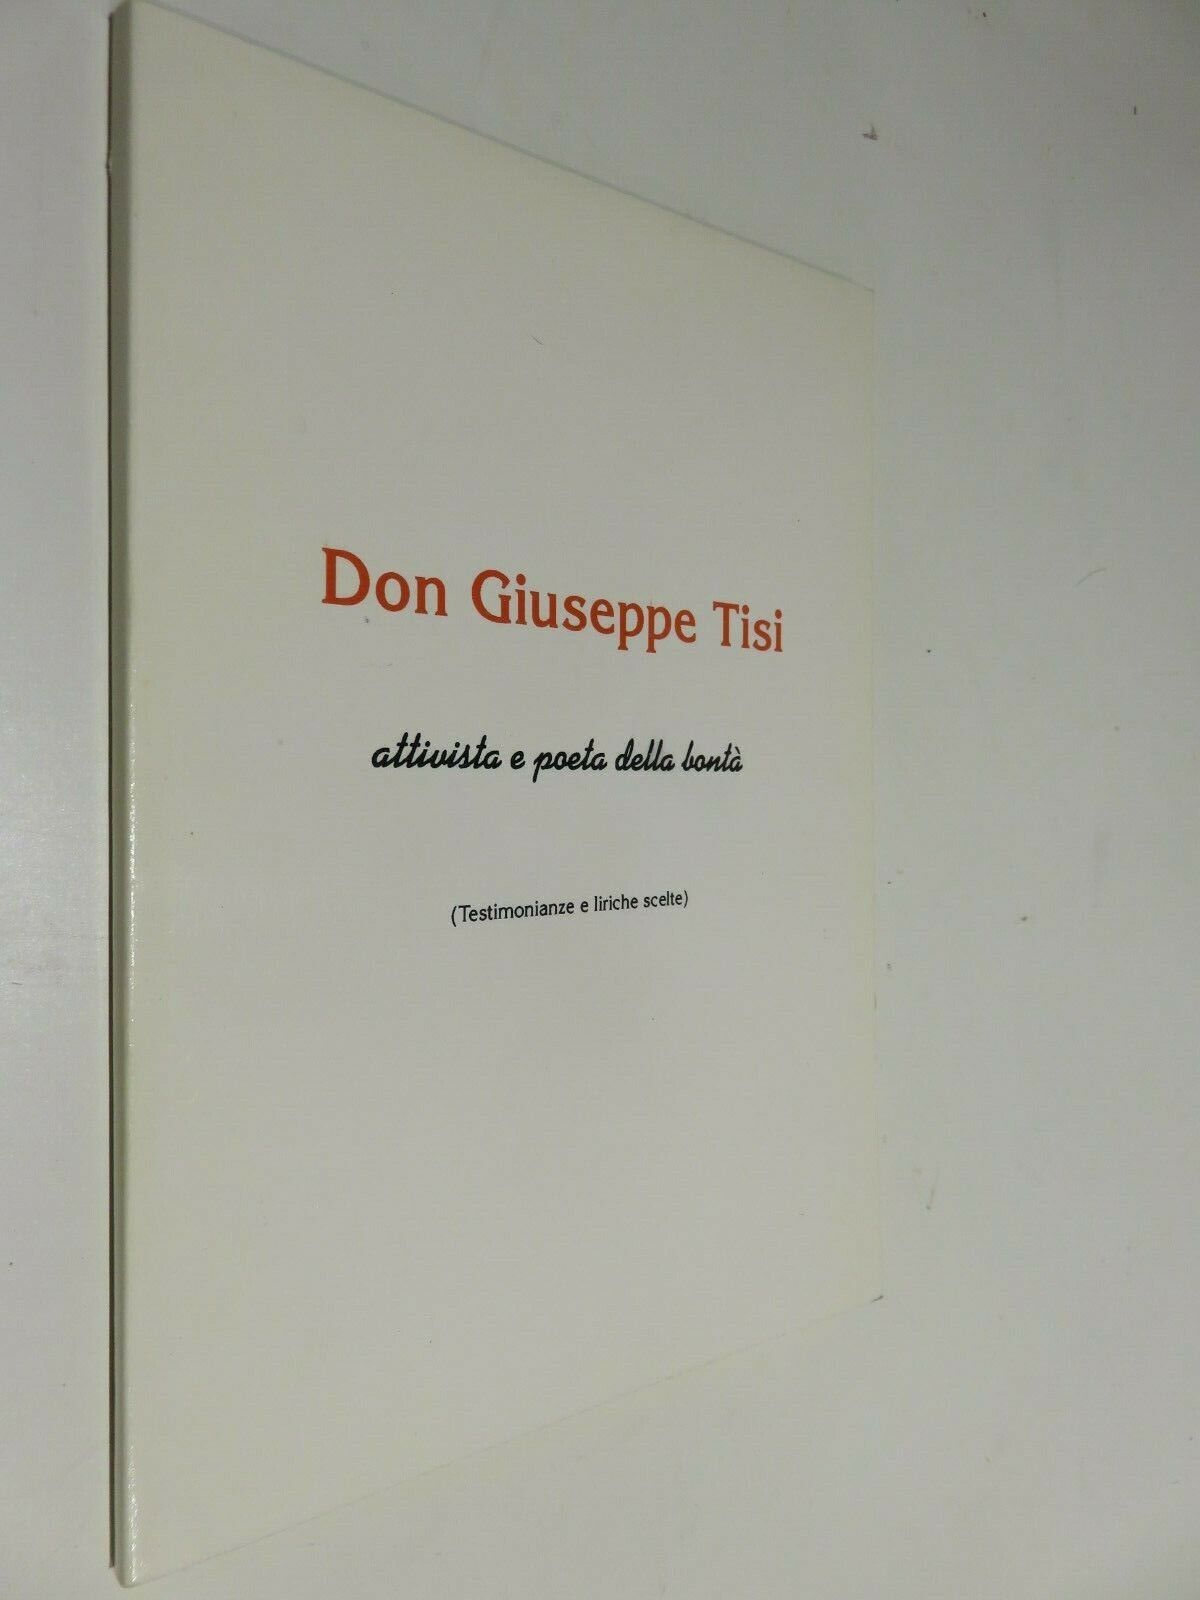 Don Giuseppe Tisi
attivista e poeta della bontà
(Testimonianze e liriche scelte)